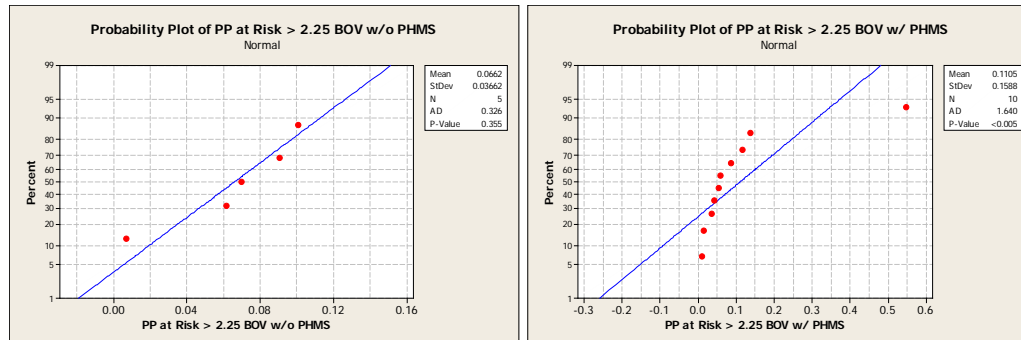 Probability Plot of PP at Risk > 2.25 BOV w/o PHMS
Normal
Mean 0.0662
StDev 0.03662
N 5
AD 0.326
P-Value 0.355
99
95
90
80
70
60
50
40
30
20
10
5
1
Percent
0.00 0.04 0.08 0.12 0.16
PP at Risk > 2.25 BOV w/o PHMS
Probability Plot of PP at Risk > 2.25 BOV w/ PHMS
Normal
Mean 0.1105
StDev 0.1588
N 10
AD 1.640
P-Value <0.005
99
95
90
80
70
60
50
40
30
20
10
5
1
Percent
-0.3 -0.2 -0.1 0.0 0.1 0.2 0.3 0.4 0.5 0.6
PP at Risk > 2.25 BOV w/ PHMS